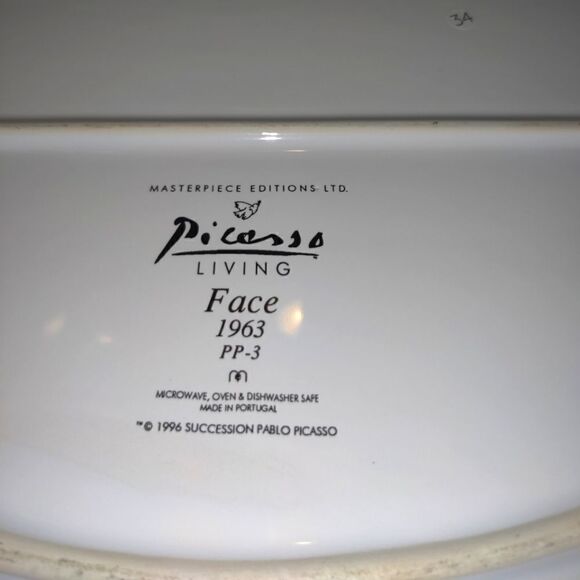 34
MASTERPIECE EDITIONS LTD.
Picasso
LIVING
Face
1963
PP-3
MICROWAVE, OVEN & DISHWASHER SAFE
MADE IN PORTUGAL
™© 1996 SUCCESSION PABLO PICASSO